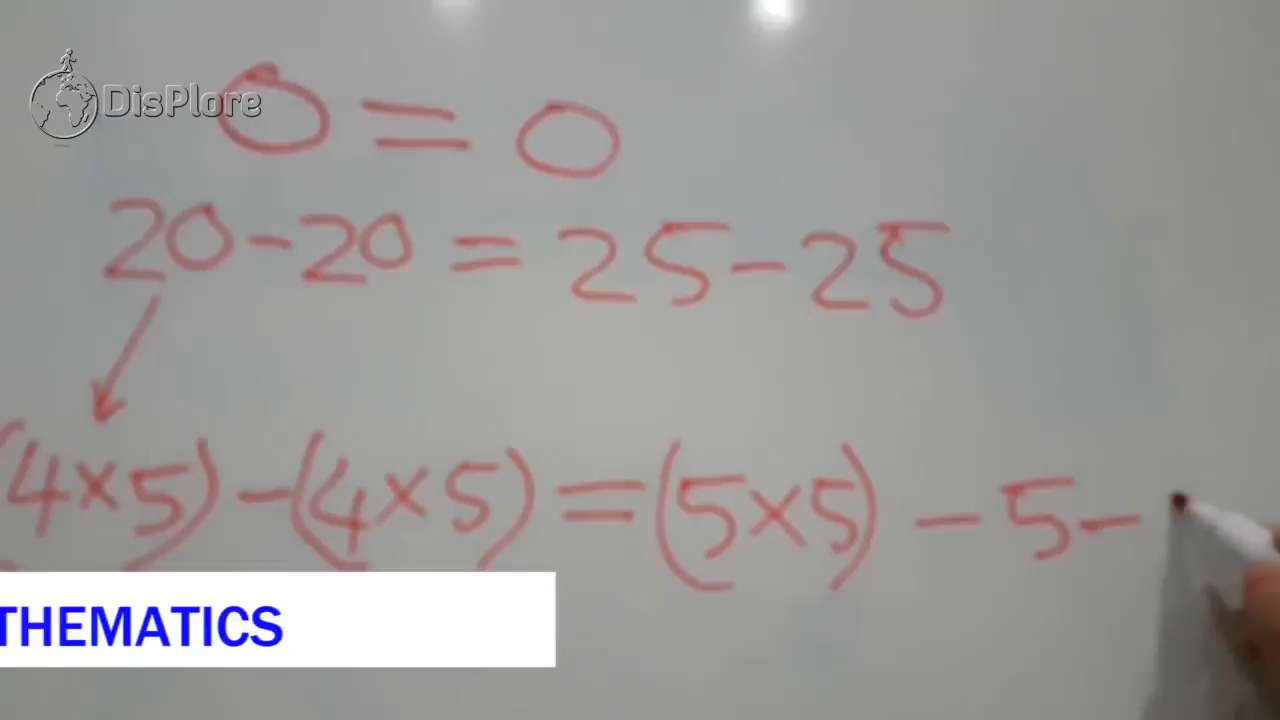 DisPlore
0 = 0
20 - 20 = 25 - 25
(4 × 5) - (4 × 5) = (5 × 5) - 5 -
THEMATICS